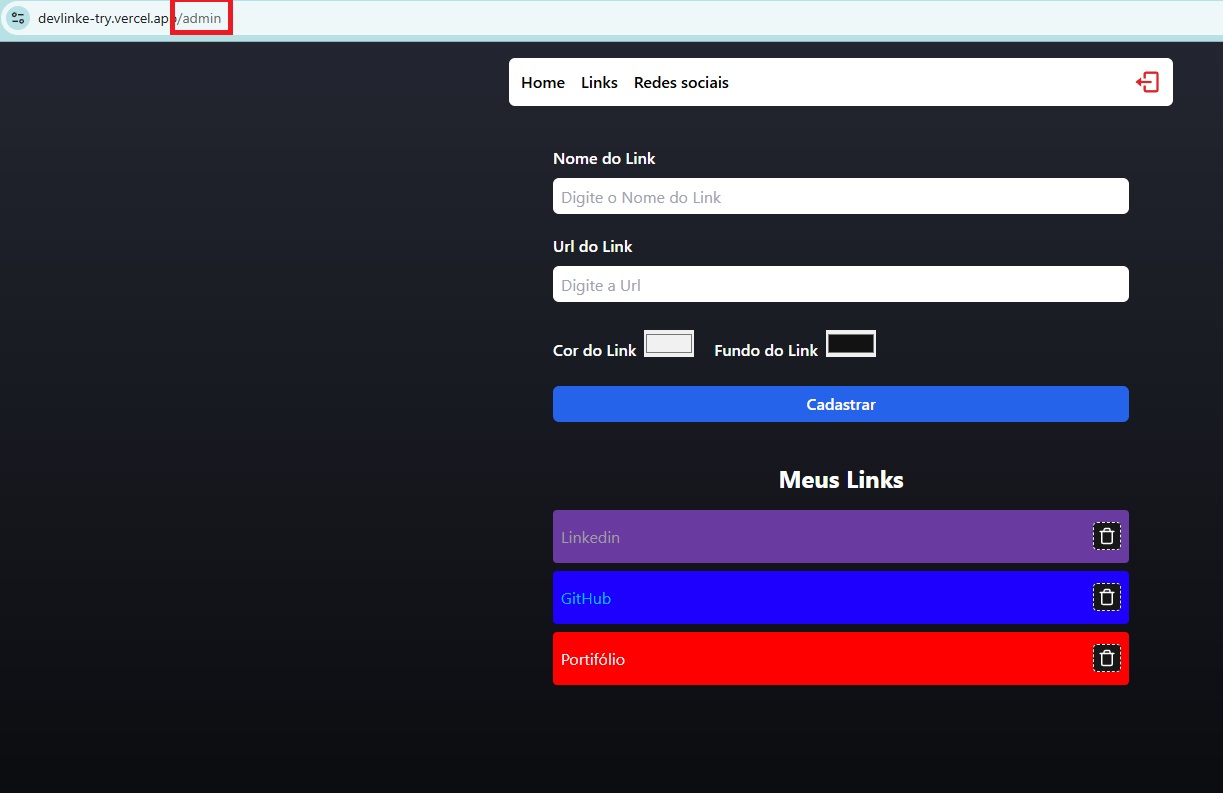 devlinke-try.vercel.app/admin
Home Links Redes sociais
Nome do Link
Digite o Nome do Link
Url do Link
Digite a Url
Cor do Link Fundo do Link
Cadastrar
Meus Links
Linkedin
GitHub
Portifólio